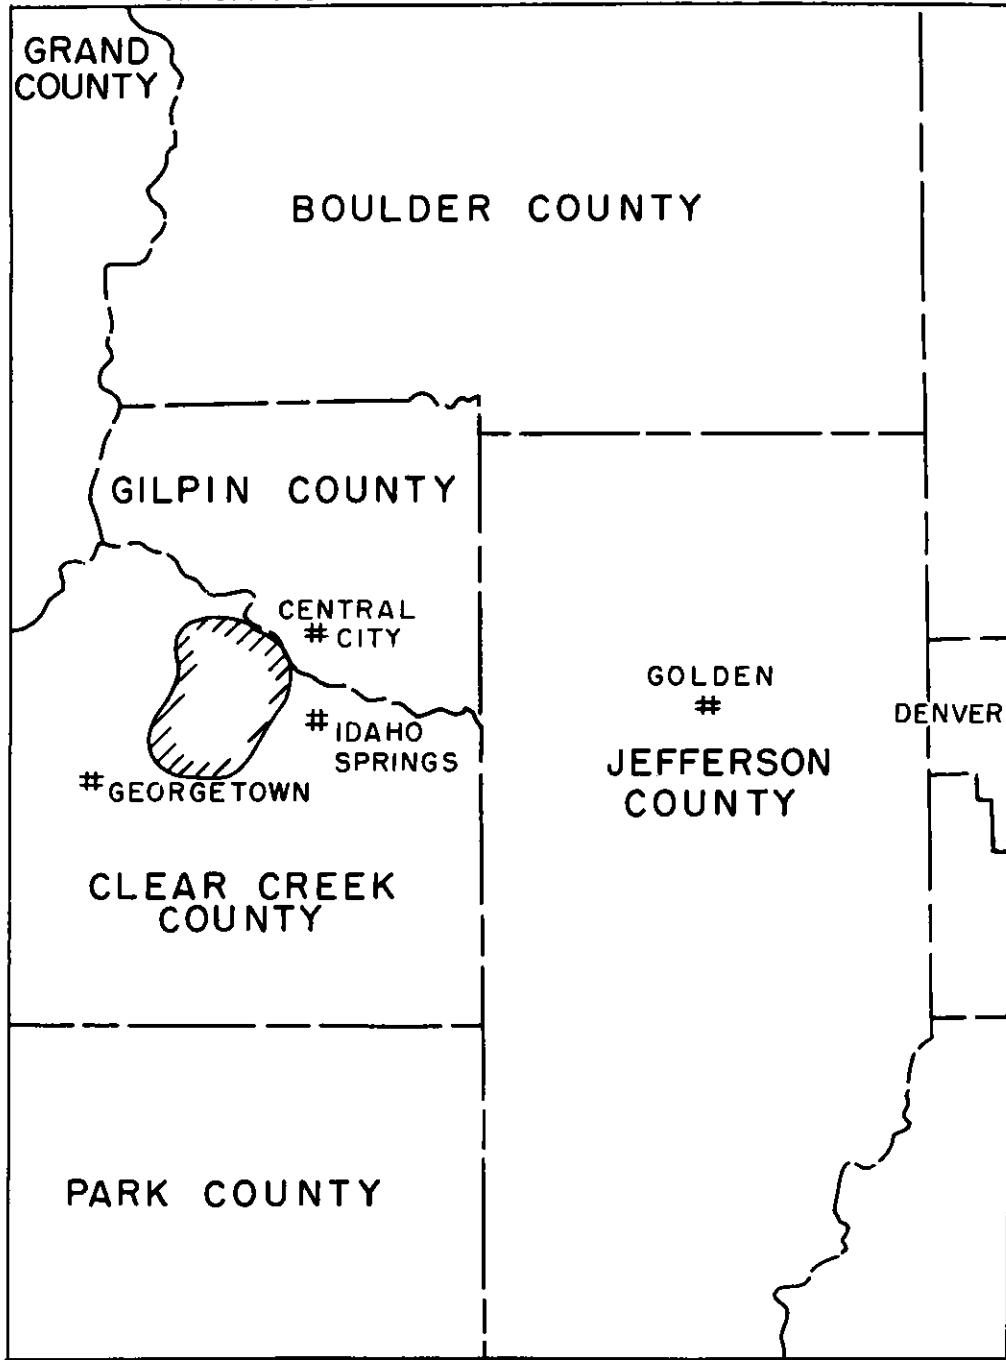 GRAND
COUNTY
BOULDER COUNTY
GILPIN COUNTY
CENTRAL
# CITY
GOLDEN
#
DENVER
# IDAHO
SPRINGS
JEFFERSON
COUNTY
# GEORGETOWN
CLEAR CREEK
COUNTY
PARK COUNTY